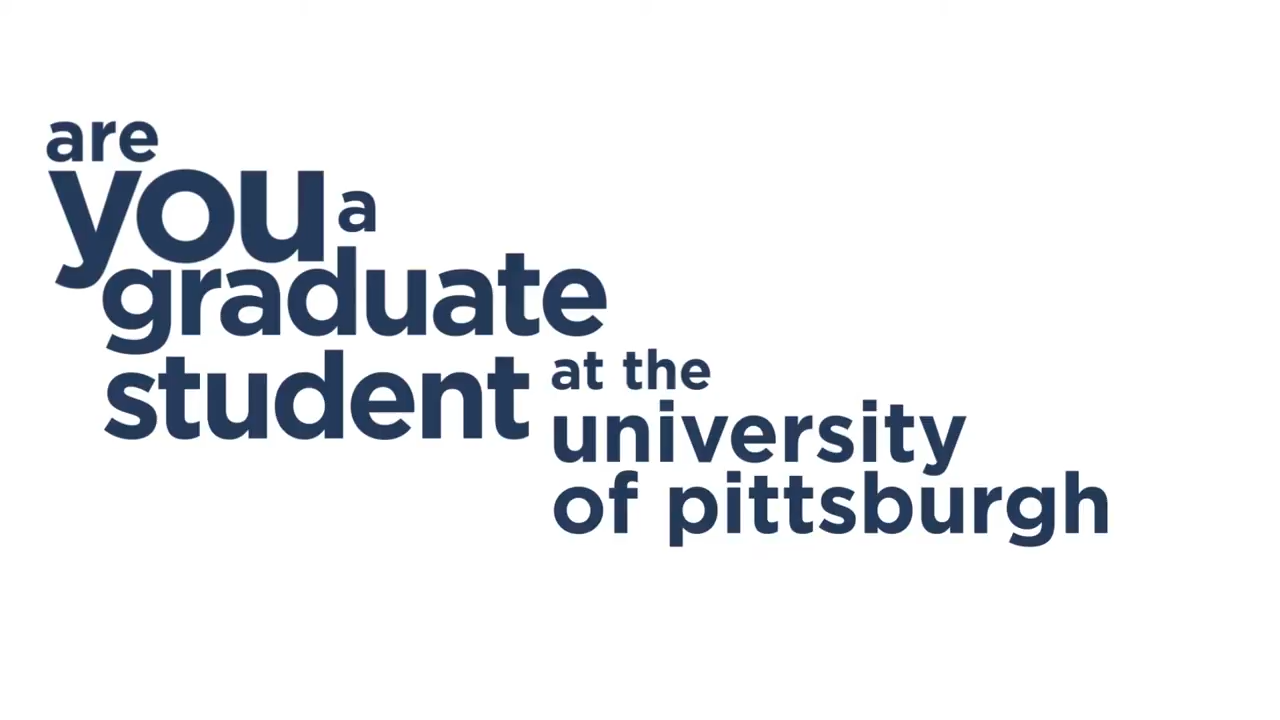 are
you a
graduate
student at the
university
of pittsburgh